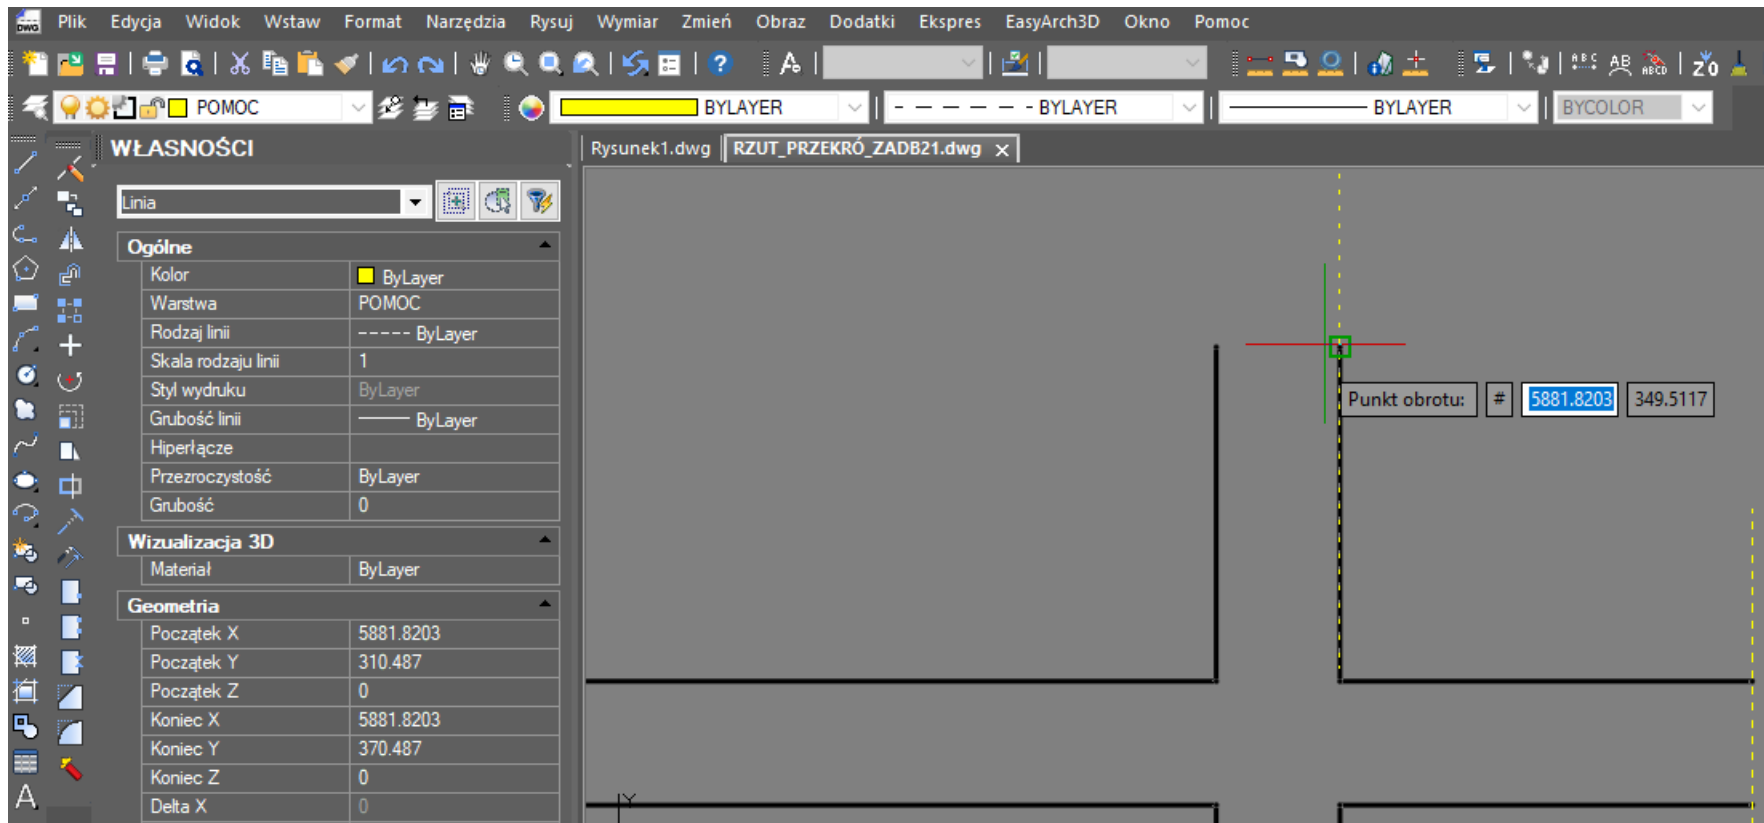 DWG Plik Edycja Widok Wstaw Format Narzędzia Rysuj Wymiar Zmień Obraz Dodatki Ekspres EasyArch3D Okno Pomoc
POMOC BYLAYER BYLAYER BYLAYER BYCOLOR
WŁASNOŚCI Rysunek1.dwg RZUT_PRZEKRÓ_ZADB21.dwg
Linia
Ogólne
Kolor ByLayer
Warstwa POMOC
Rodzaj linii ByLayer
Skala rodzaju linii 1
Styl wydruku ByLayer
Grubość linii ByLayer
Hiperłącze
Przezroczystość ByLayer
Grubość 0
Punkt obrotu: # 5881.8203 349.5117
Wizualizacja 3D
Materiał ByLayer
Geometria
Początek X 5881.8203
Początek Y 310.487
Początek Z 0
Koniec X 5881.8203
Koniec Y 370.487
Koniec Z 0
Delta X 0
Y